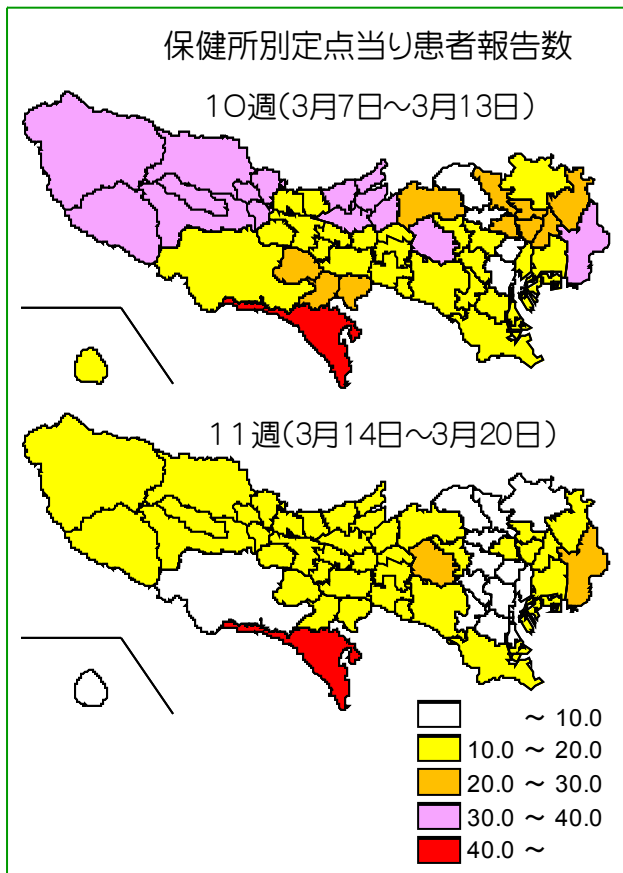 保健所別定点当り患者報告数
10週(3月7日～3月13日)
11週(3月14日～3月20日)
～ 10.0
10.0 ～ 20.0
20.0 ～ 30.0
30.0 ～ 40.0
40.0 ～